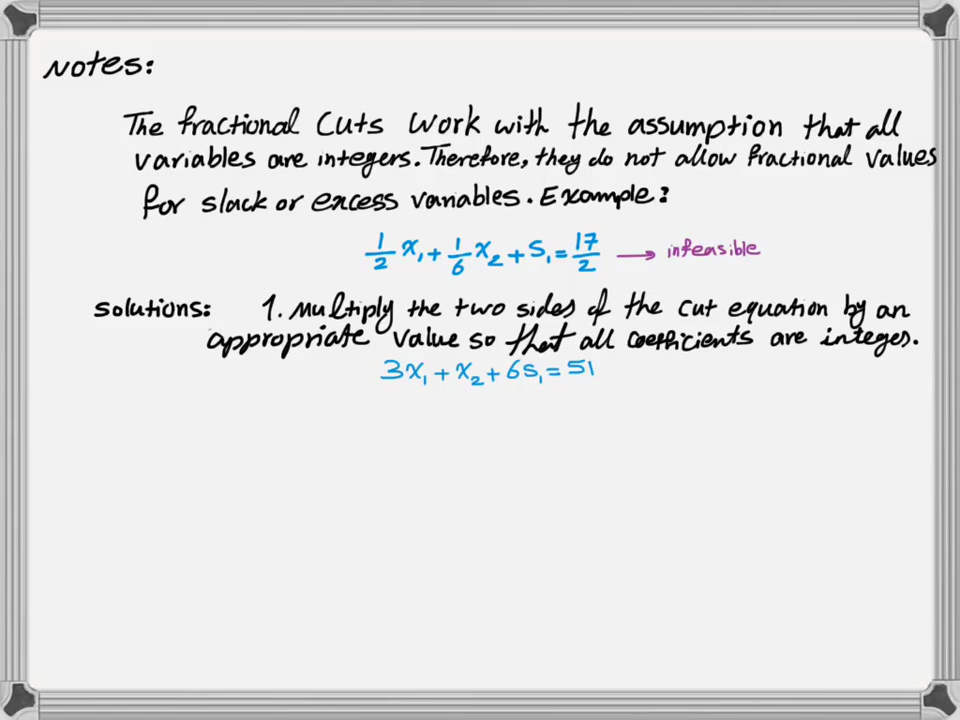 Notes:
The fractional cuts work with the assumption that all
variables are integers. Therefore, they do not allow fractional values
for slack or excess variables. Example:
1/2 x₁ + 1/6 x₂ + S₁ = 17/2 → infeasible
solutions: 1. Multiply the two sides of the cut equation by an
appropriate value so that all coefficients are integes.
3x₁ + x₂ + 6S₁ = 51